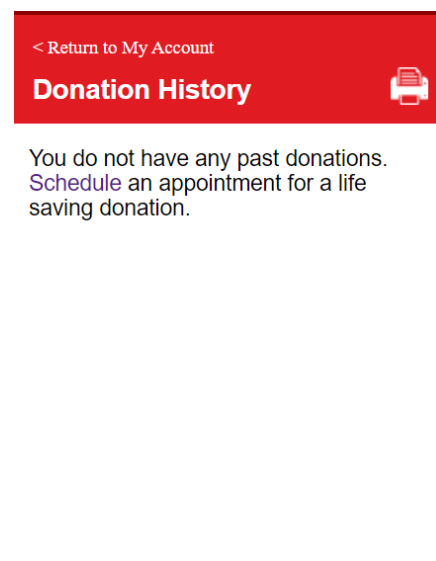 < Return to My Account
Donation History
You do not have any past donations.
Schedule an appointment for a life
saving donation.